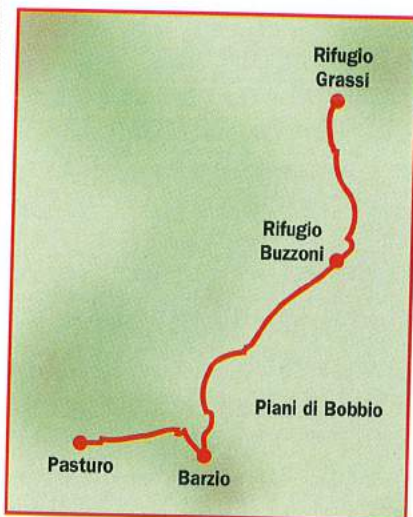 Rifugio
Grassi
Rifugio
Buzzoni
Piani di Bobbio
Pasturo
Barzio